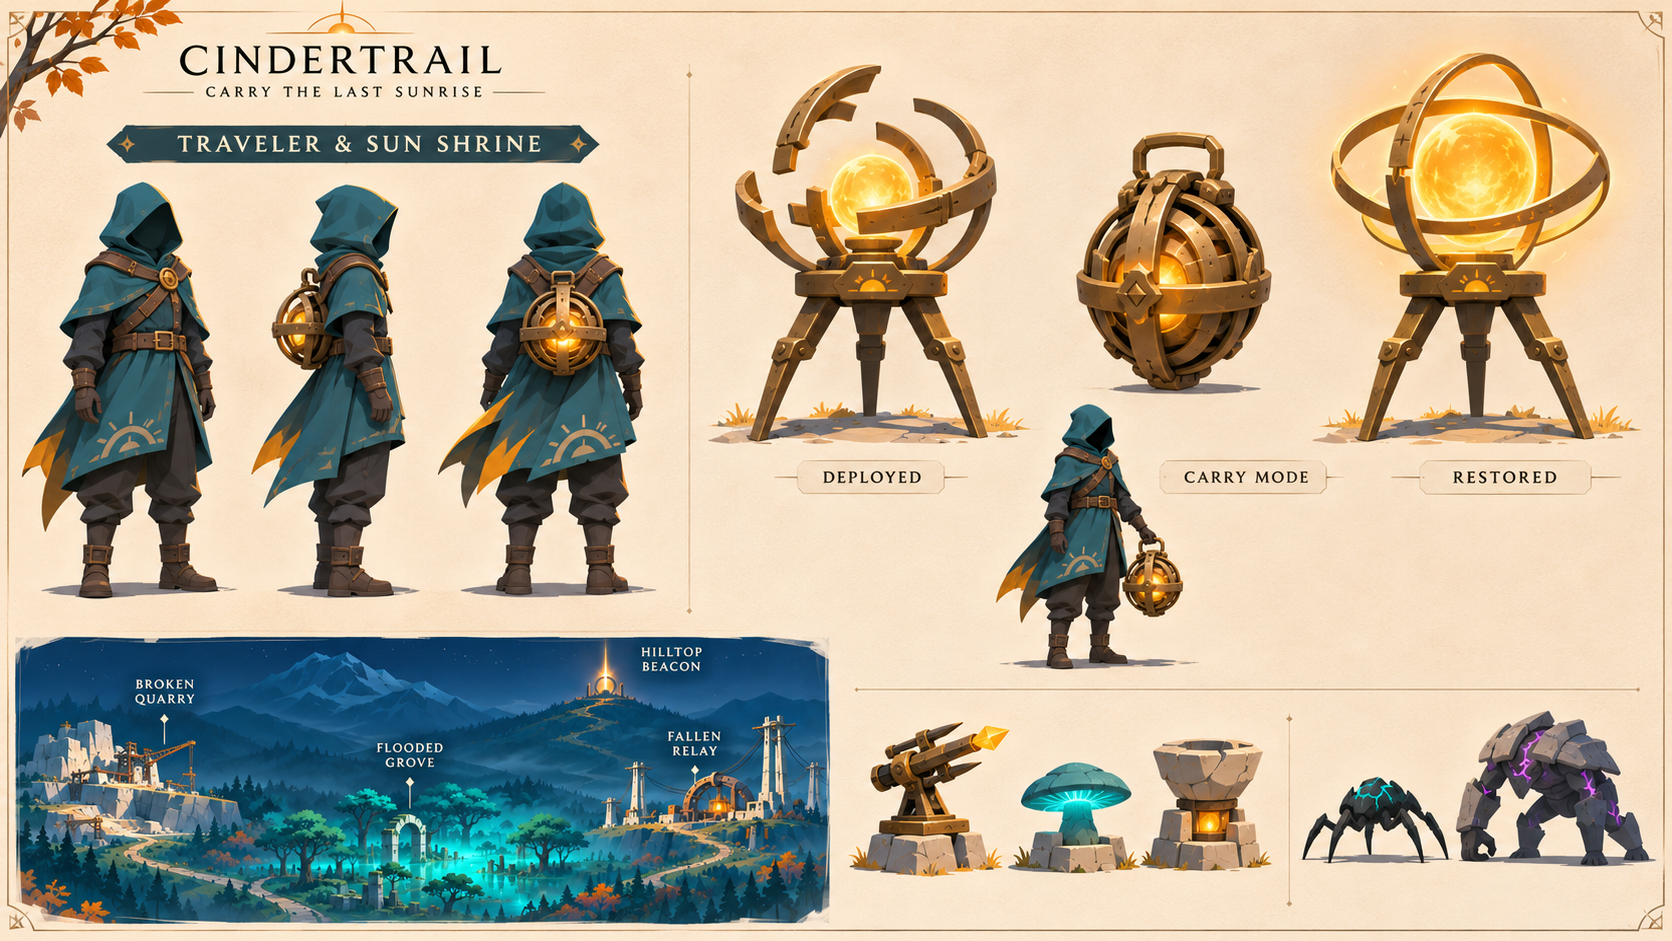 CINDERTRAIL
CARRY THE LAST SUNRISE
TRAVELER & SUN SHRINE
DEPLOYED
CARRY MODE
RESTORED
BROKEN
QUARRY
FLOODED
GROVE
HILLTOP
BEACON
FALLEN
RELAY